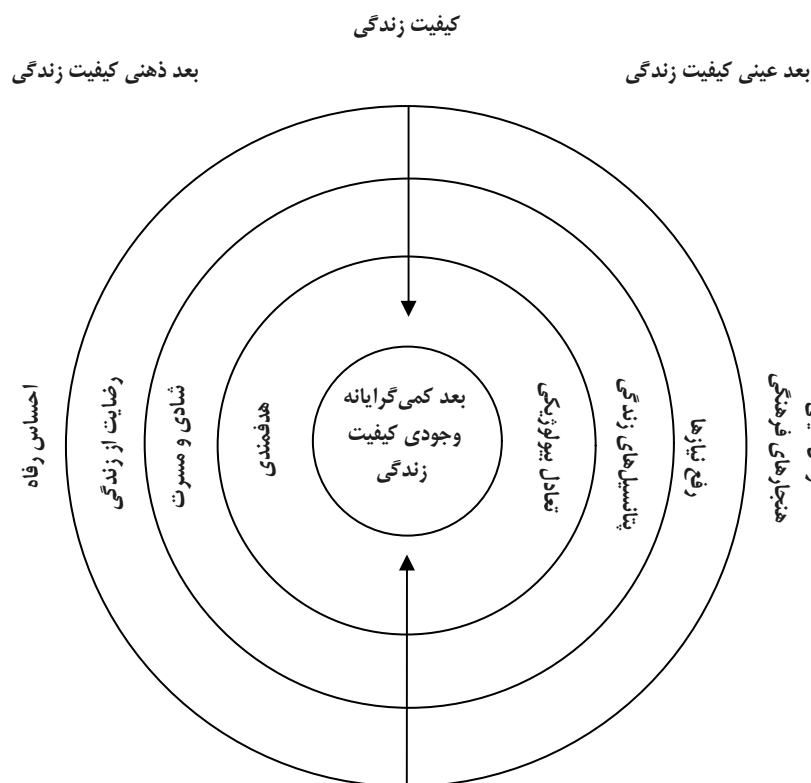 کیفیت زندگی
بعد عینی کیفیت زندگی
بعد ذهنی کیفیت زندگی
هنجارهای فرهنگی
رفع نیازها
پتانسیل‌های زندگی
تعادل بیولوژیکی
بعد کمی‌گرایانه
وجودی کیفیت
زندگی
هدفمندی
شادی و مسرت
رضایت از زندگی
احساس رفاه